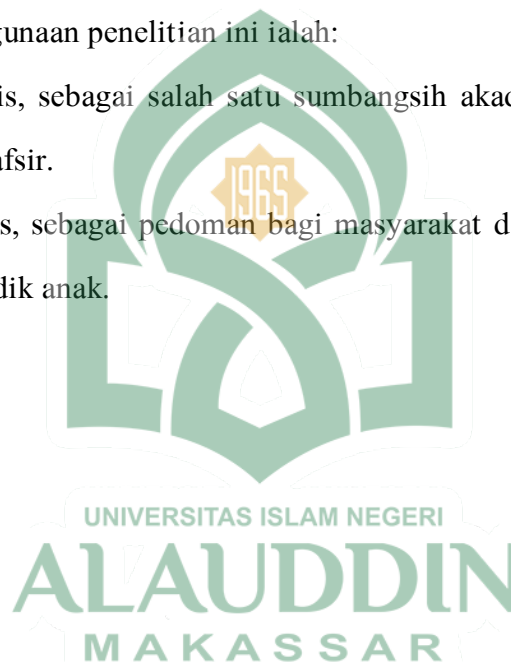 gunaan penelitian ini ialah:
is, sebagai salah satu sumbangsih akad
afsir.
s, sebagai pedoman bagi masyarakat d
dik anak.
1965
UNIVERSITAS ISLAM NEGERI
ALAUDDIN
MAKASSAR